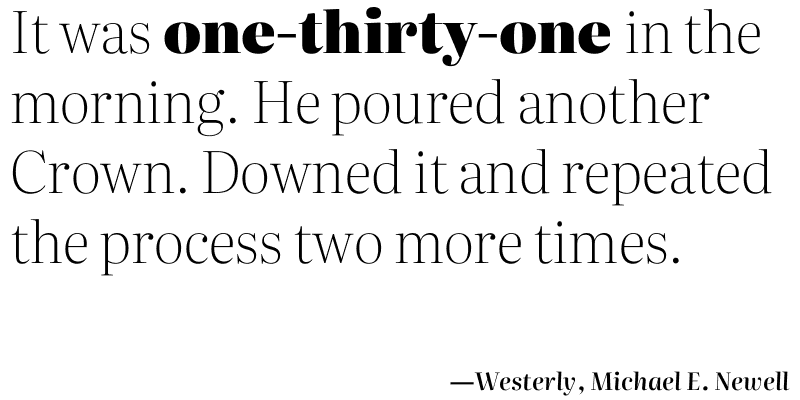 It was one-thirty-one in the
morning. He poured another
Crown. Downed it and repeated
the process two more times.
—Westerly, Michael E. Newell